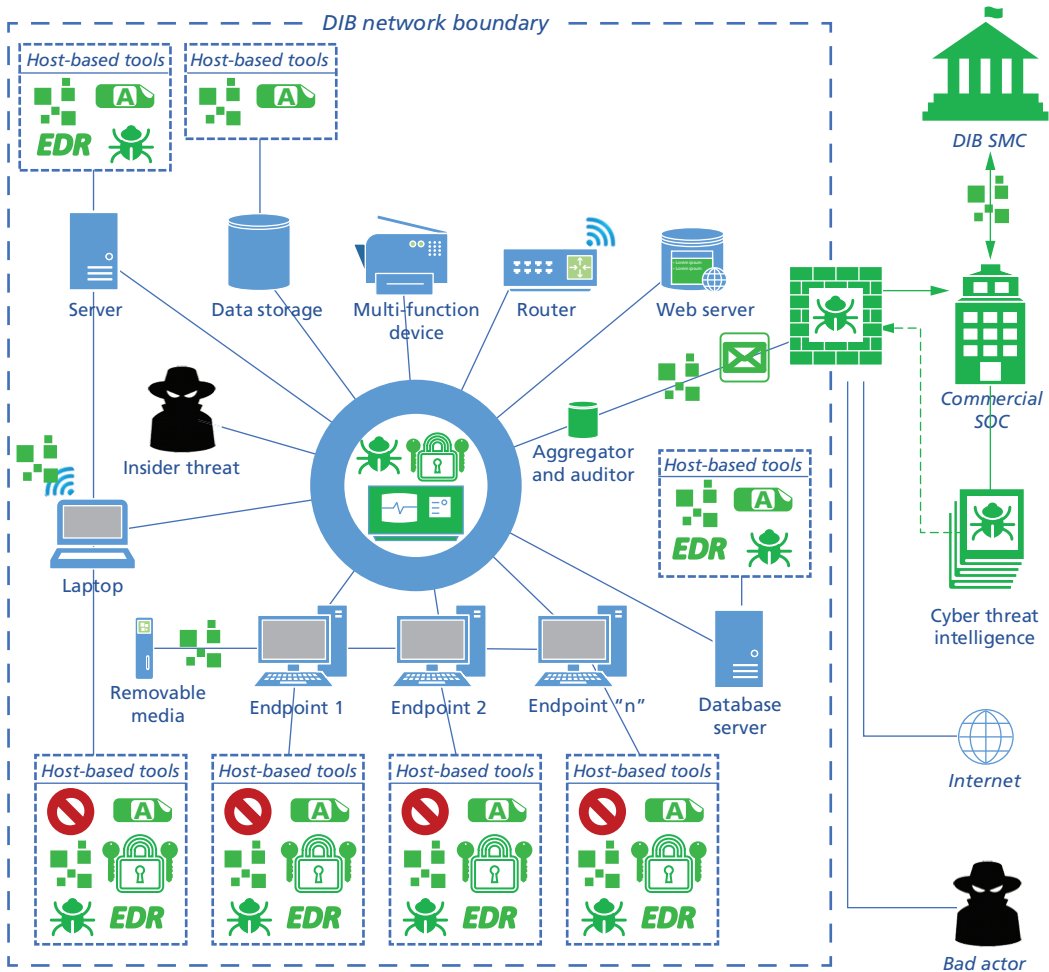 DIB network boundary
Host-based tools
A
EDR
Host-based tools
A
DIB SMC
Server
Data storage
Multi-function
device
Router
Web server
Commercial
SOC
Insider threat
Aggregator
and auditor
Host-based tools
A
EDR
Laptop
Cyber threat
intelligence
Removable
media
Endpoint 1
Endpoint 2
Endpoint “n”
Database
server
Internet
Host-based tools
A
EDR
Host-based tools
A
EDR
Host-based tools
A
EDR
Host-based tools
A
EDR
Bad actor